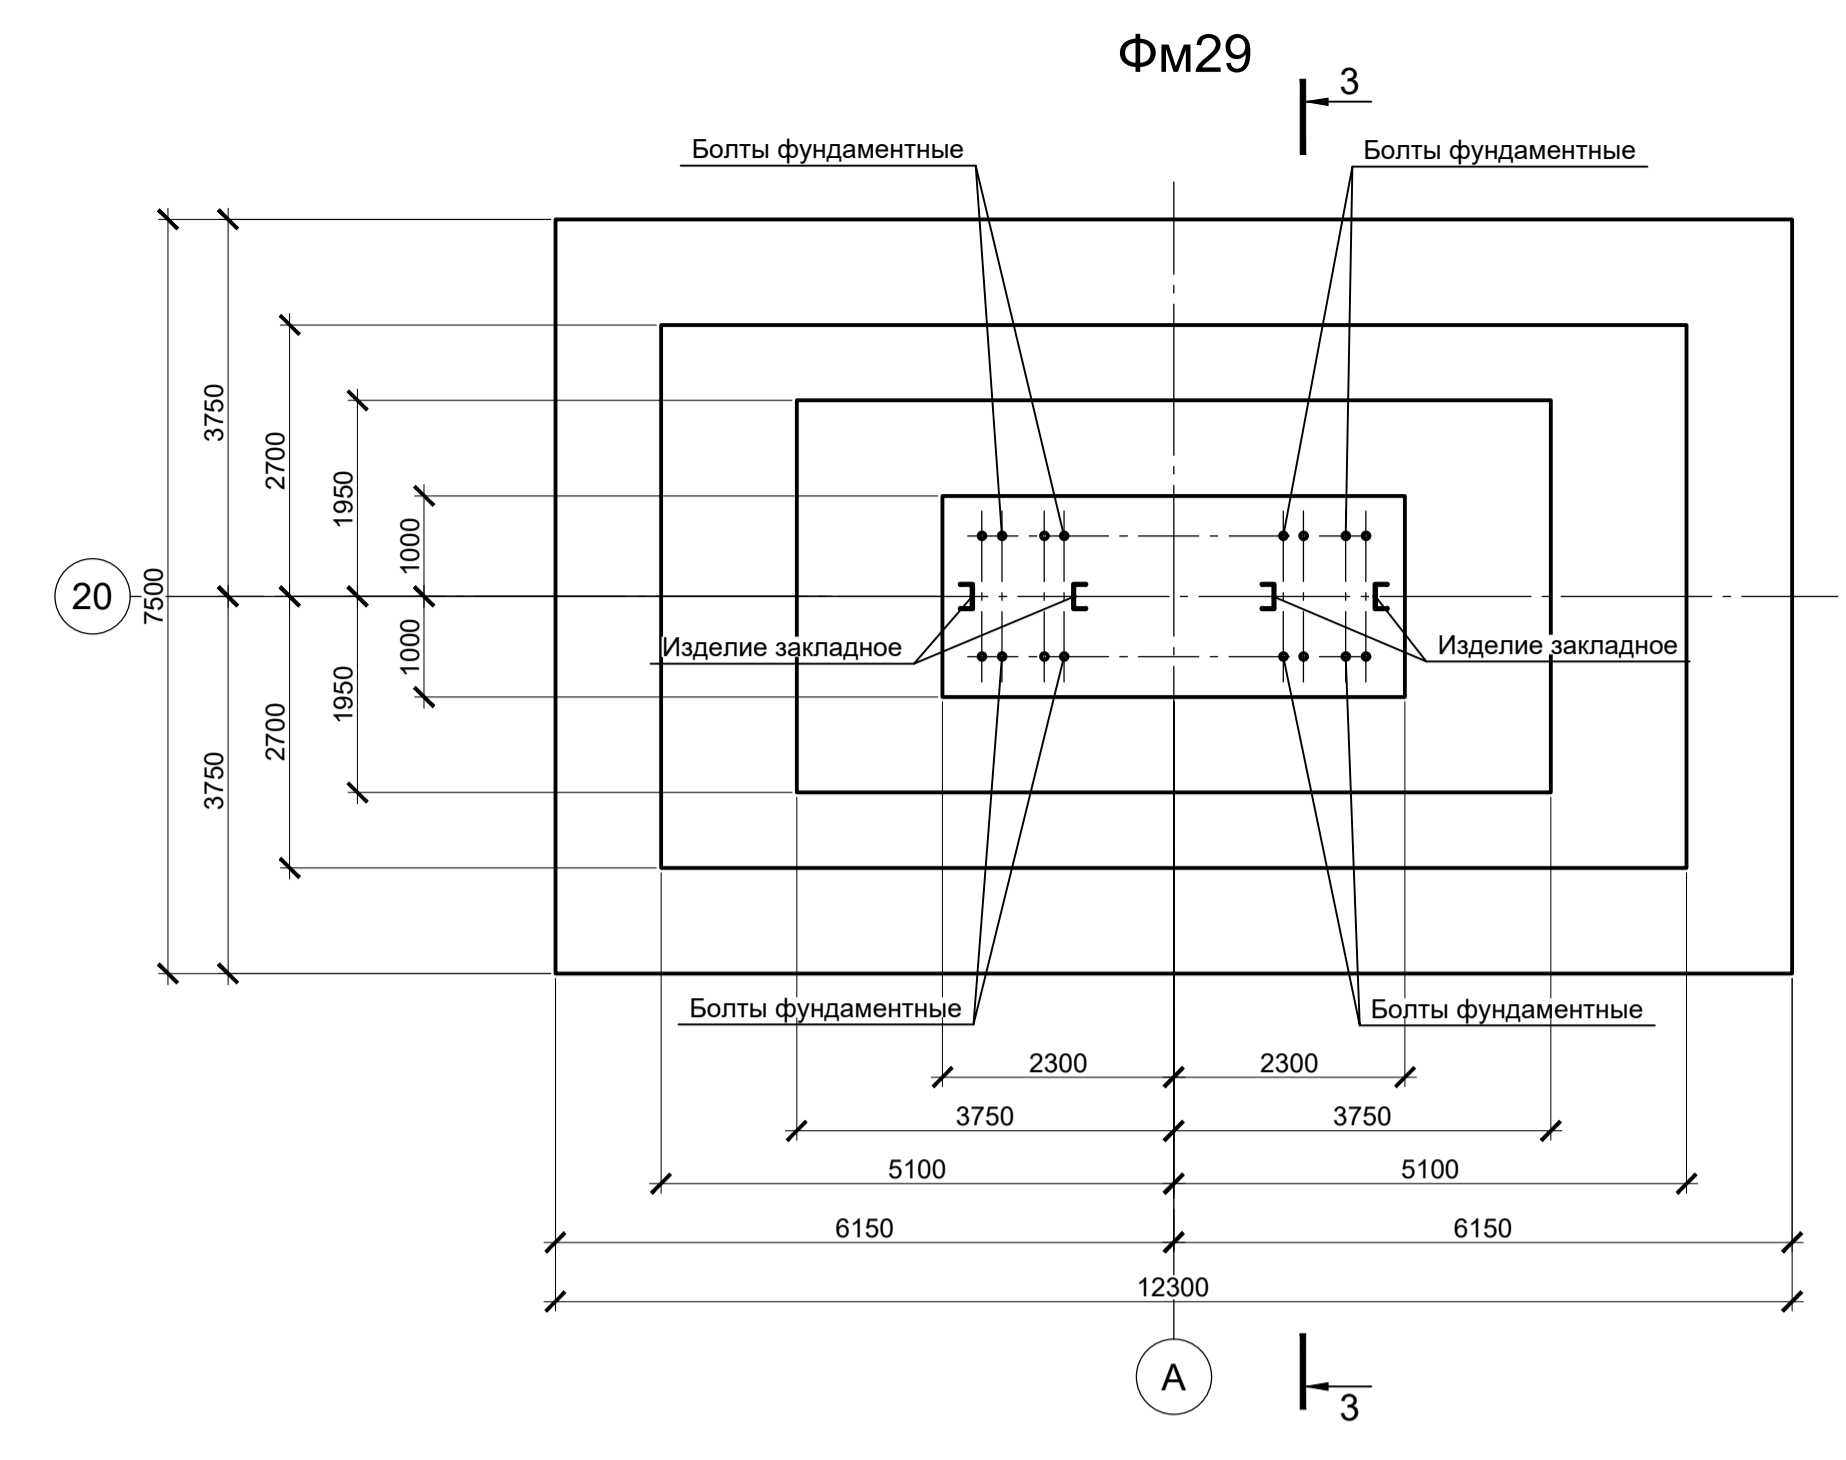 Фм29
3
Болты фундаментные
Болты фундаментные
3750
2700
1950
1000
20
7500
1000
Изделие закладное
Изделие закладное
1950
2700
3750
Болты фундаментные
Болты фундаментные
2300
2300
3750
3750
5100
5100
6150
6150
12300
А
3